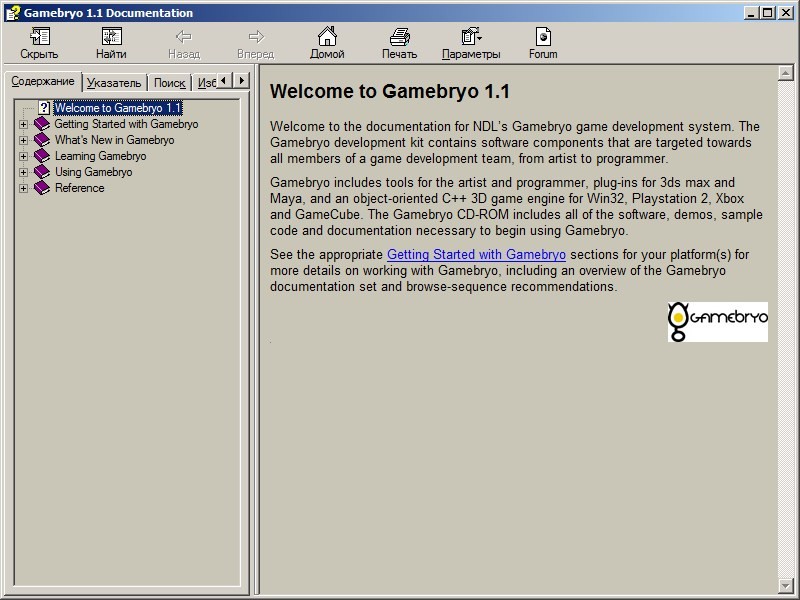 Gamebryo 1.1 Documentation
Скрыть Найти Назад Вперед Домой Печать Параметры Forum
Содержание Указатель Поиск Изб
Welcome to Gamebryo 1.1
Getting Started with Gamebryo
What's New in Gamebryo
Learning Gamebryo
Using Gamebryo
Reference
Welcome to Gamebryo 1.1
Welcome to the documentation for NDL's Gamebryo game development system. The
Gamebryo development kit contains software components that are targeted towards
all members of a game development team, from artist to programmer.
Gamebryo includes tools for the artist and programmer, plug-ins for 3ds max and
Maya, and an object-oriented C++ 3D game engine for Win32, Playstation 2, Xbox
and GameCube. The Gamebryo CD-ROM includes all of the software, demos, sample
code and documentation necessary to begin using Gamebryo.
See the appropriate Getting Started with Gamebryo sections for your platform(s) for
more details on working with Gamebryo, including an overview of the Gamebryo
documentation set and browse-sequence recommendations.
GAMEBRYO